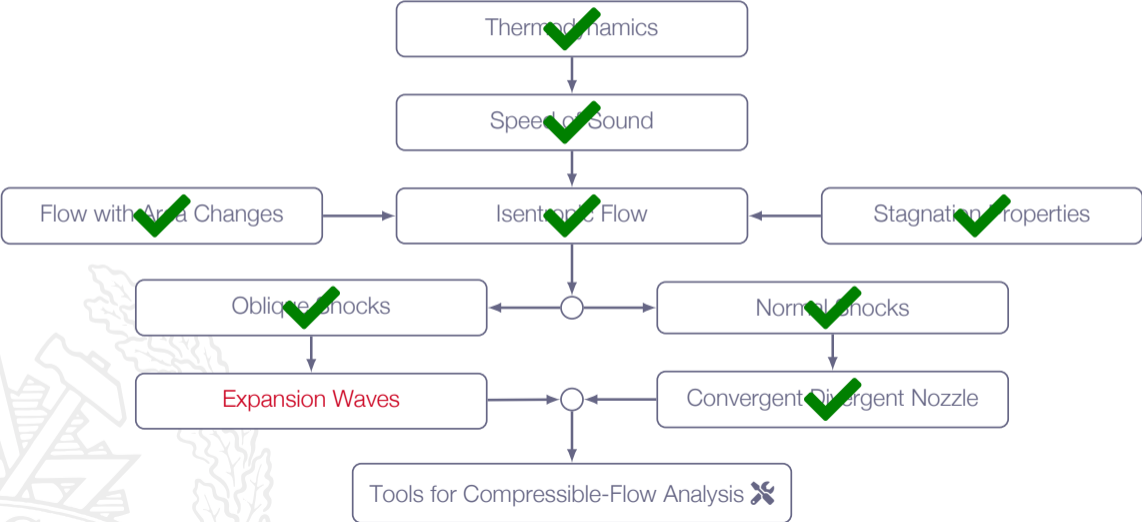 Thermodynamics
Speed of Sound
Flow with Area Changes
Isentropic Flow
Stagnation Properties
Oblique Shocks
Normal Shocks
Expansion Waves
Convergent Divergent Nozzle
Tools for Compressible-Flow Analysis